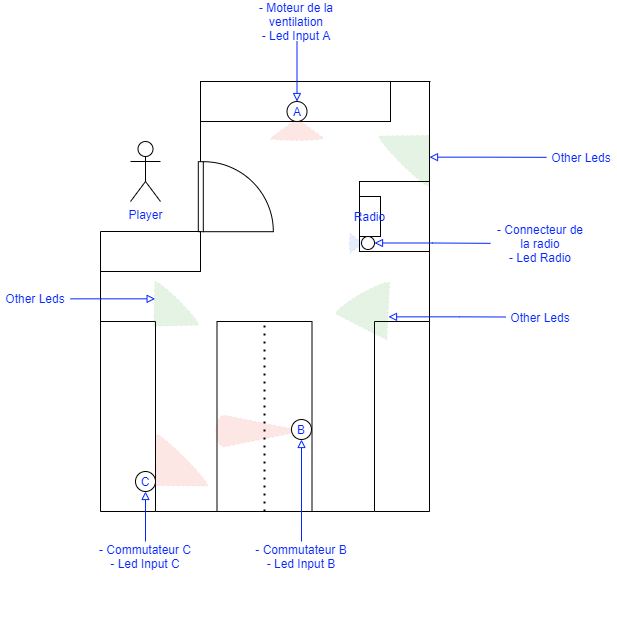 - Moteur de la
ventilation
- Led Input A
A
Other Leds
Player
Radio
- Connecteur de
la radio
- Led Radio
Other Leds
Other Leds
B
C
- Commutateur C
- Led Input C
- Commutateur B
- Led Input B